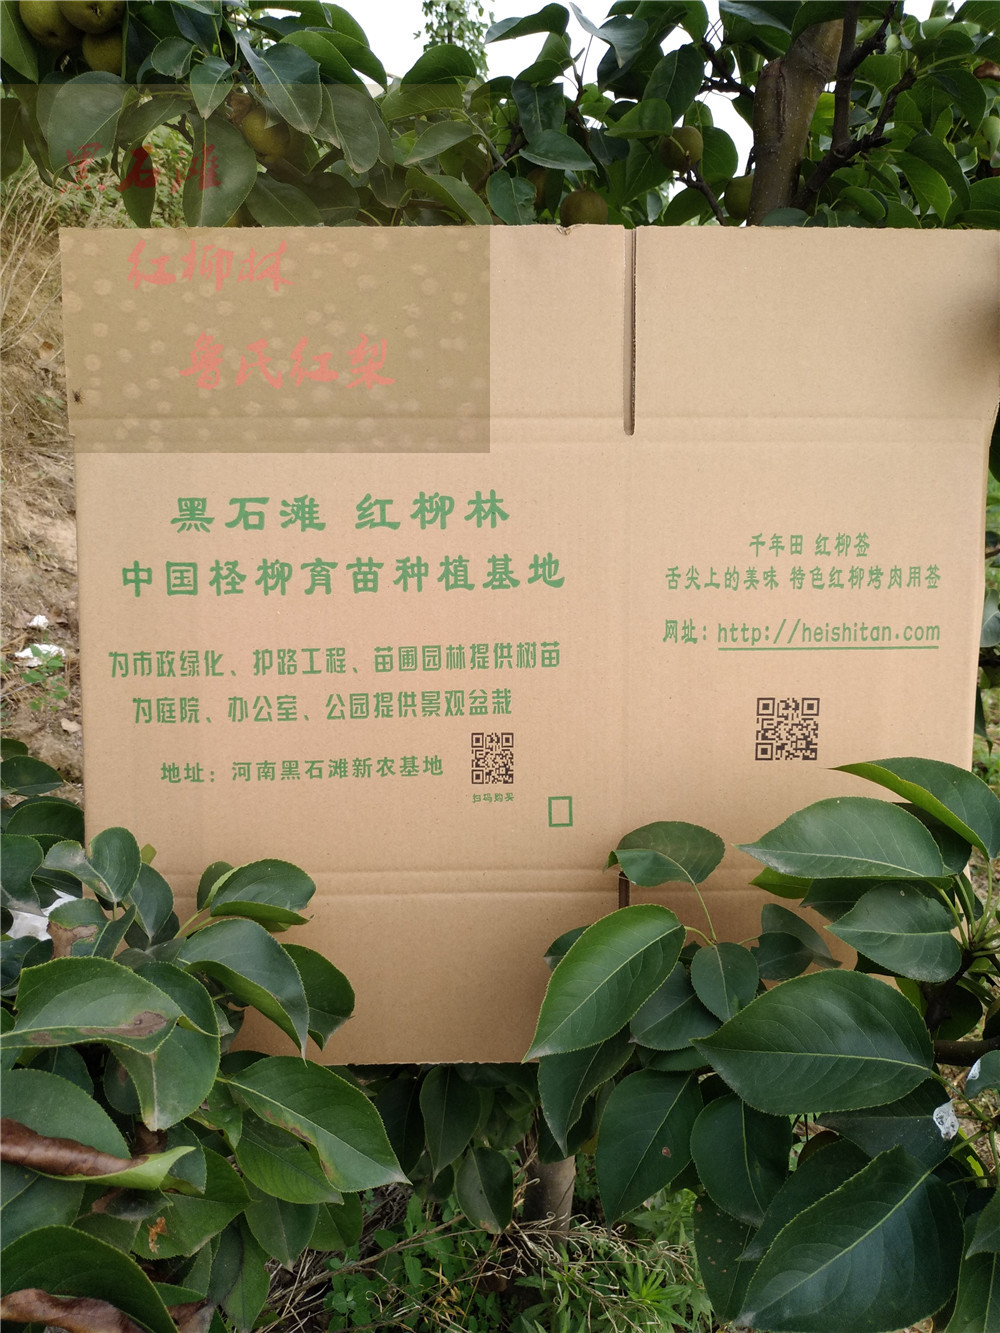 黑石滩
红柳林
鲁氏红梨
黑石滩 红柳林
中国柽柳育苗种植基地
为市政绿化、护路工程、苗圃园林提供树苗
为庭院、办公室、公园提供景观盆栽
地址：河南黑石滩新农基地
扫码购买
千年田 红柳签
舌尖上的美味 特色红柳烤肉用签
网址：http://heishitan.com